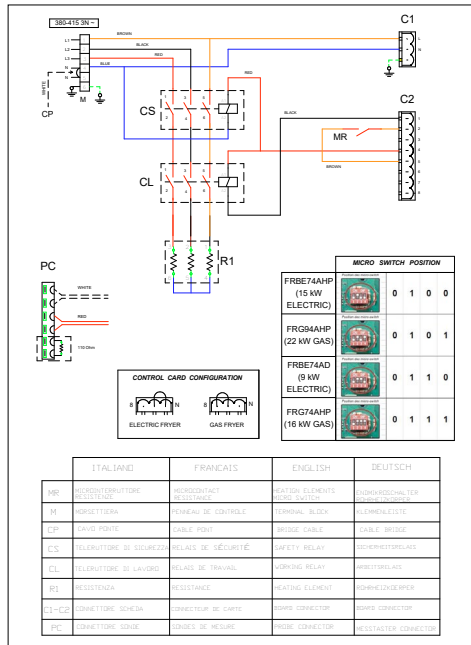 380-415 3N ~
C1
L1
BROWN
L2
BLACK
L3
RED
N
BLUE
N
WHITE
CP
M
L
N
CS
RED
C2
BLACK
MR
BROWN
CL
R1
PC
WHITE
RED
110 Ohm
CONTROL CARD CONFIGURATION
8 N
8 N
ELECTRIC FRYER
GAS FRYER
MICRO SWITCH POSITION
FRBE74AHP
(15 kW
ELECTRIC)
0 1 0 0
FRG94AHP
(22 kW GAS)
0 1 0 1
FRBE74AD
(9 kW
ELECTRIC)
0 1 1 0
FRG74AHP
(16 kW GAS)
0 1 1 1
ITALIANO FRANCAIS ENGLISH DEUTSCH
MR MICROINTERRUTTORE RESISTENZE MICROCONTACT RESISTANCE HEATION ELEMENTS MICRO SWITCH
M MORSETTIERA PENNEAU DE CONTROLE TERMINAL BLOCK KLEMMENLEISTE
CP CAVO PONTE CABLE PONT BRIDGE CABLE CABLE BRIDGE
CS TELERUTTORE DI SICUREZZA RELAIS DE SÉCURITÉ SAFETY RELAY SICHERHEITSRELAIS
CL TELERUTTORE DI LAVORO RELAIS DE TRAVAIL WORKING RELAY ARBEITSRELAIS
R1 RESISTENZA RESISTANCE HEATING ELEMENT ROHRHEIZKOERPER
C1-C2 CONNETTORE SCHEDA CONNECTEUR DE CARTE BOARD CONNECTOR BOARD CONNECTOR
PC CONNETTORE SONDE SONDES DE MESURE PROBE CONNECTOR MESSTASTER CONNECTOR